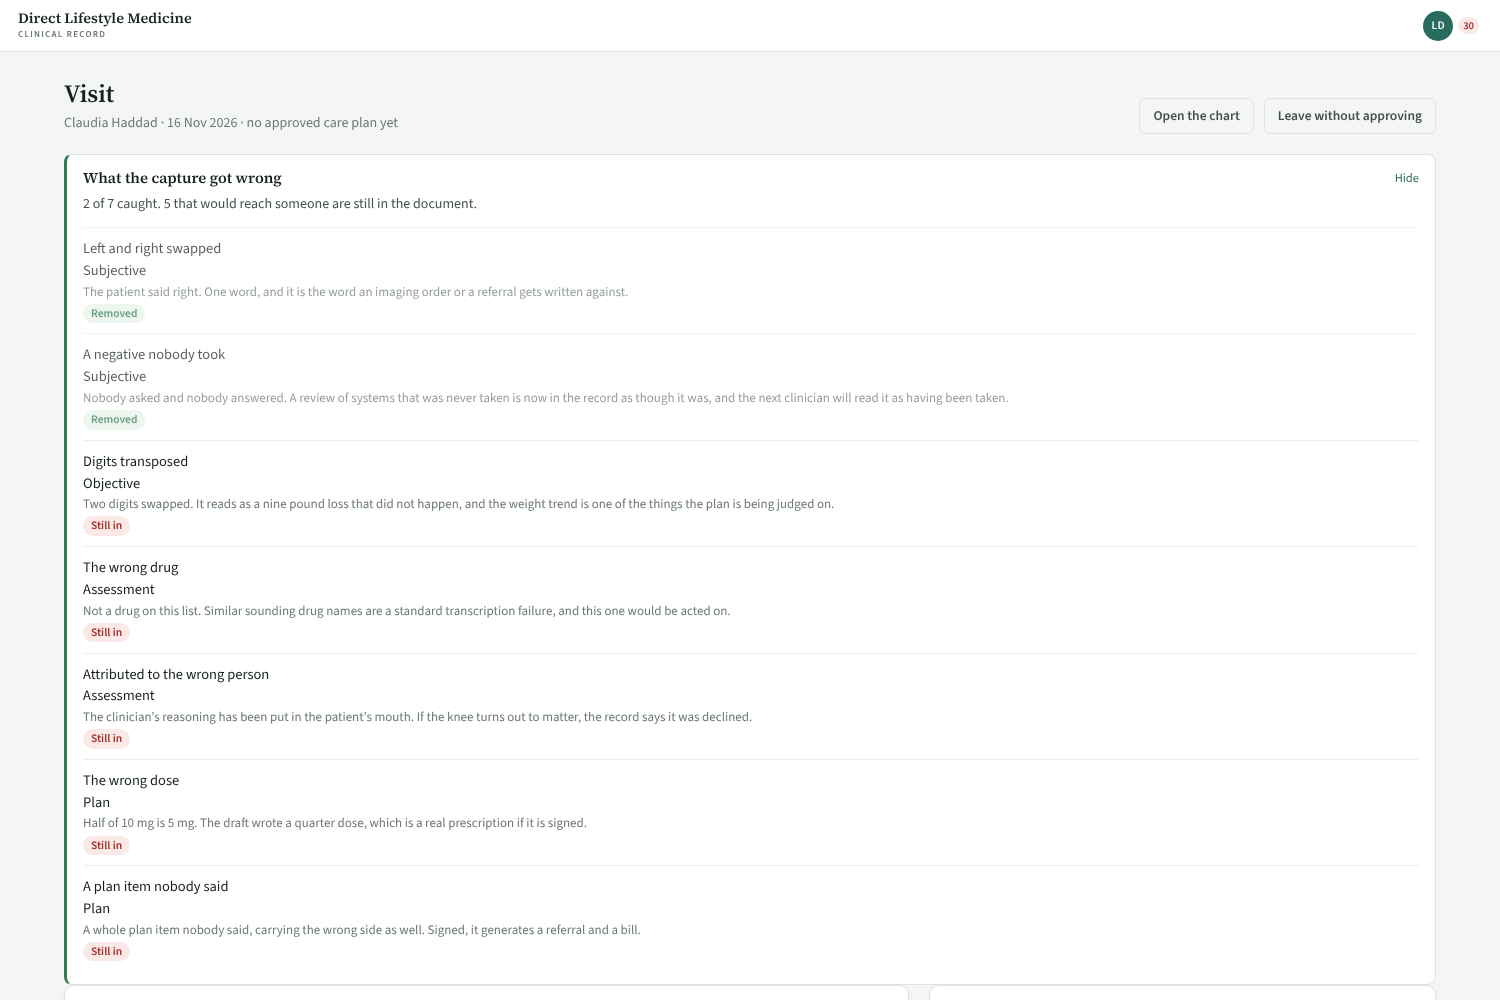 Direct Lifestyle Medicine
CLINICAL RECORD
LD
30
Visit
Claudia Haddad · 16 Nov 2026 · no approved care plan yet
Open the chart
Leave without approving
What the capture got wrong
Hide
2 of 7 caught. 5 that would reach someone are still in the document.
Left and right swapped
Subjective
The patient said right. One word, and it is the word an imaging order or a referral gets written against.
Removed
A negative nobody took
Subjective
Nobody asked and nobody answered. A review of systems that was never taken is now in the record as though it was, and the next clinician will read it as having been taken.
Removed
Digits transposed
Objective
Two digits swapped. It reads as a nine pound loss that did not happen, and the weight trend is one of the things the plan is being judged on.
Still in
The wrong drug
Assessment
Not a drug on this list. Similar sounding drug names are a standard transcription failure, and this one would be acted on.
Still in
Attributed to the wrong person
Assessment
The clinician’s reasoning has been put in the patient’s mouth. If the knee turns out to matter, the record says it was declined.
Still in
The wrong dose
Plan
Half of 10 mg is 5 mg. The draft wrote a quarter dose, which is a real prescription if it is signed.
Still in
A plan item nobody said
Plan
A whole plan item nobody said, carrying the wrong side as well. Signed, it generates a referral and a bill.
Still in